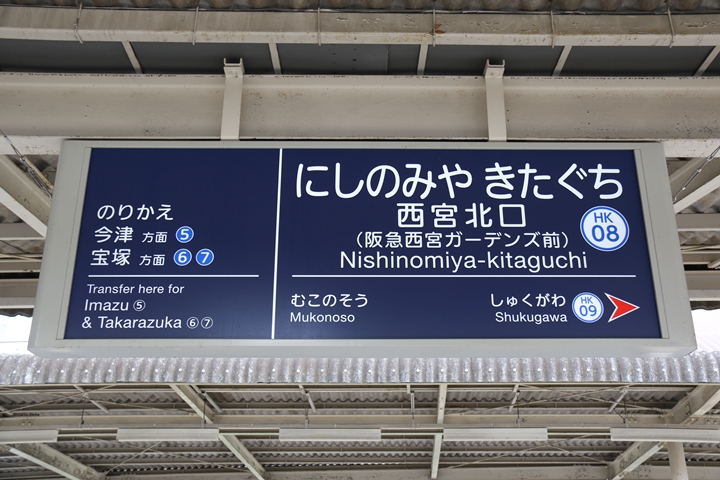 のりかえ
今津 方面 ⑤
宝塚 方面 ⑥ ⑦
Transfer here for
Imazu ⑤
& Takarazuka ⑥⑦
にしのみや きたぐち
西宮北口
（阪急西宮ガーデンズ前）
Nishinomiya-kitaguchi
HK
08
むこのそう
Mukonoso
しゅくがわ
Shukugawa
HK
09